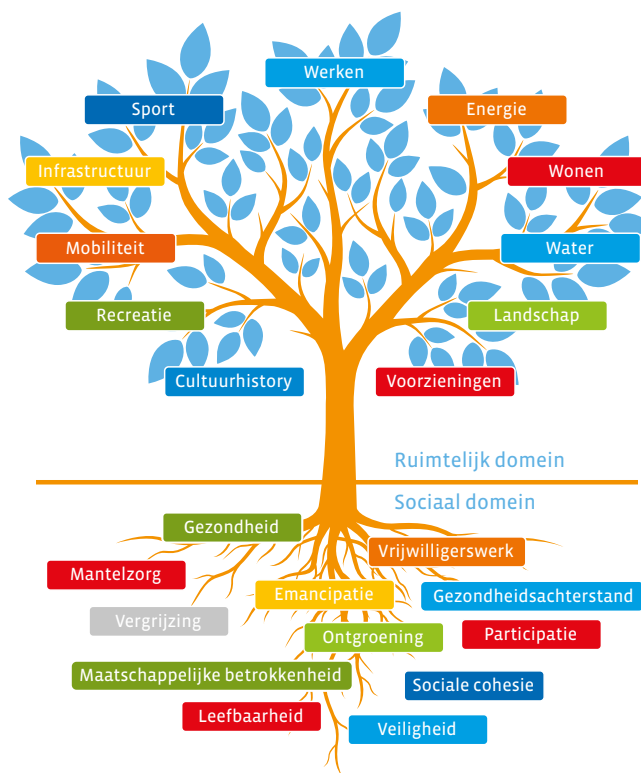 Werken
Sport
Energie
Infrastructuur
Wonen
Mobiliteit
Water
Recreatie
Landschap
Cultuurhistory
Voorzieningen
Ruimtelijk domein
Sociaal domein
Gezondheid
Vrijwilligerswerk
Mantelzorg
Emancipatie
Gezondheidsachterstand
Vergrijzing
Ontgroening
Participatie
Maatschappelijke betrokkenheid
Sociale cohesie
Leefbaarheid
Veiligheid